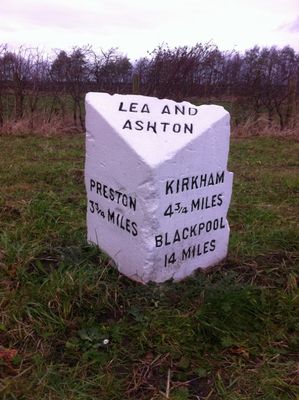 LEA AND
ASHTON
PRESTON
3¾ MILES
KIRKHAM
4¾ MILES
BLACKPOOL
14 MILES